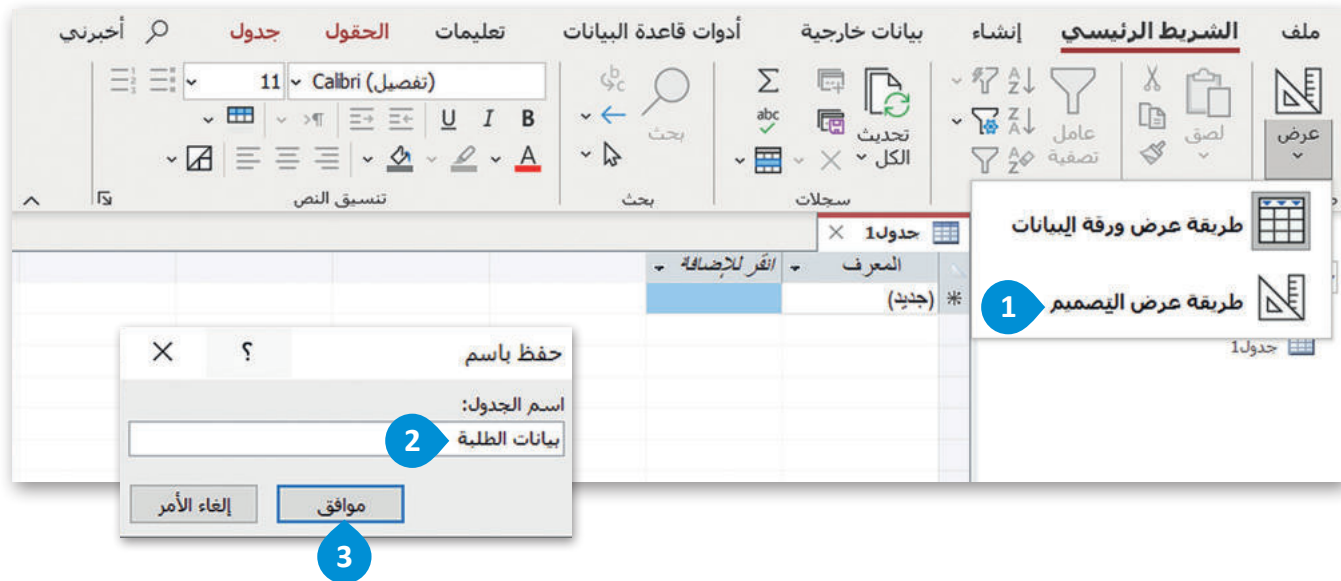 ملف الشريط الرئيسي إنشاء بيانات خارجية أدوات قاعدة البيانات تعليمات الحقول جدول أخبرني
عرض
لصق
عامل تصفية
تحديث الكل
abc
بحث
Calibri (تفصيل) 11
B I U
A
سجلات
بحث
تنسيق النص
طريقة عرض ورقة البيانات
1 طريقة عرض التصميم
جدول1
جدول1
المعرف انقر للإضافة
(جديد)
حفظ باسم ؟
اسم الجدول:
بيانات الطلبة 2
موافق إلغاء الأمر
3